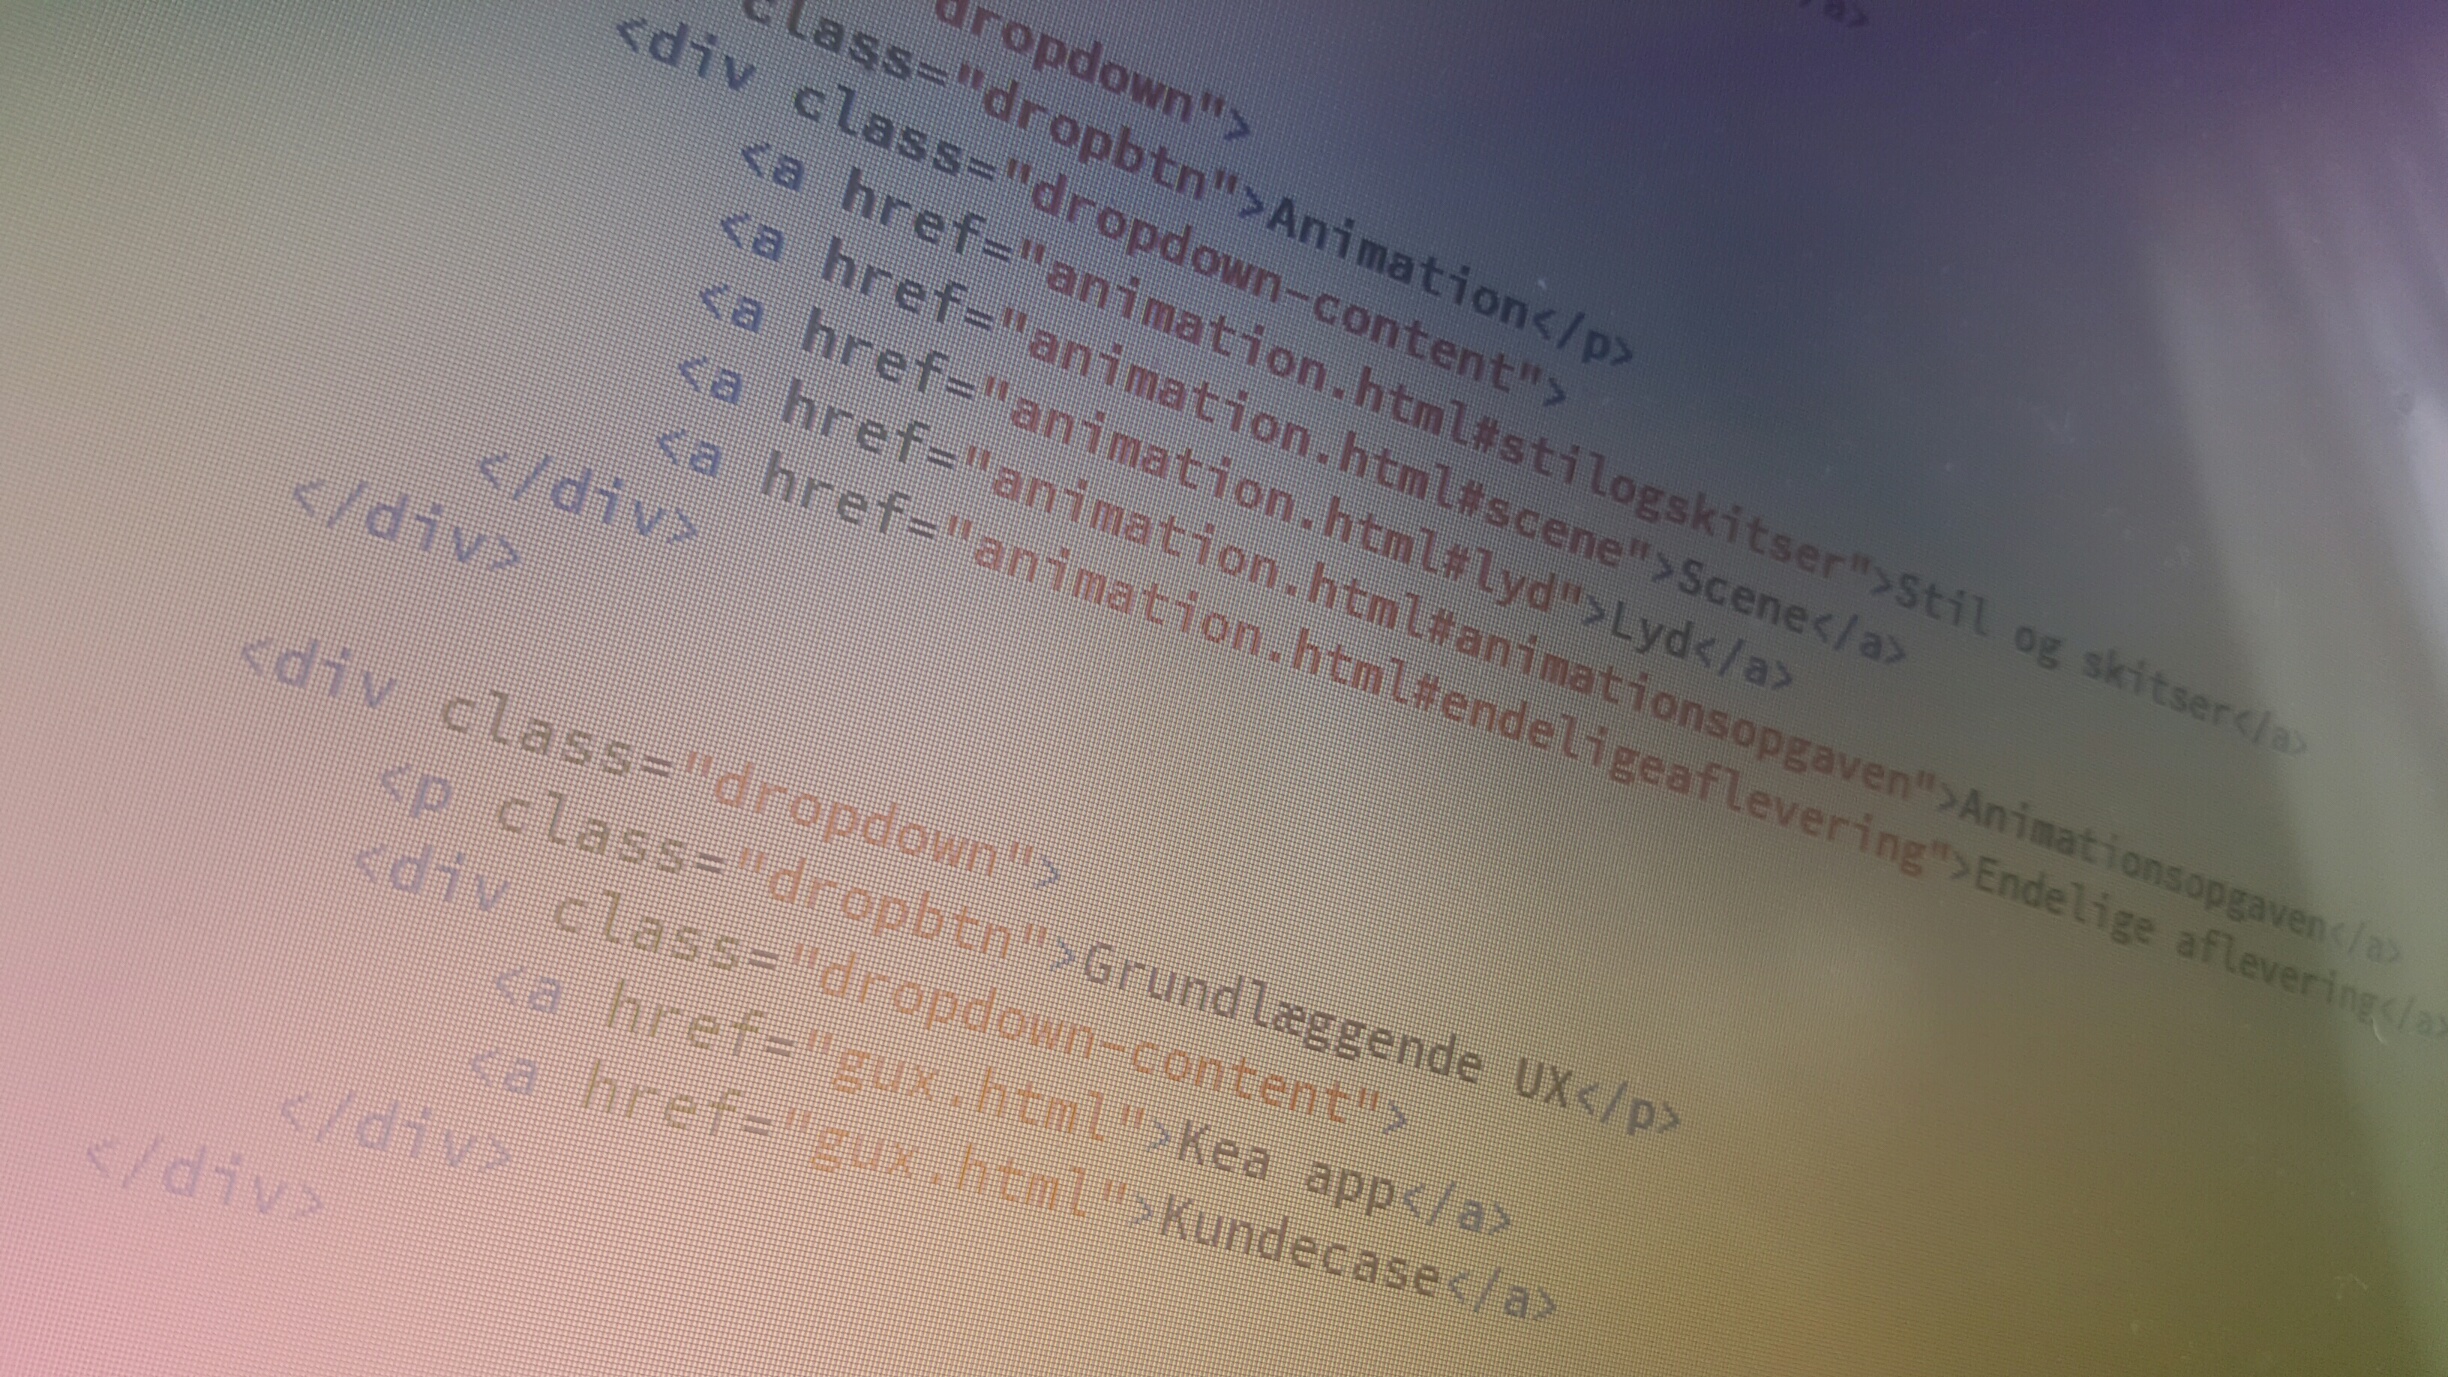 /a>
dropdown">
class="dropbtn">Animation</p>
<div class="dropdown-content">
<a href="animation.html#stilogskitser">Stil og skitser</a>
<a href="animation.html#scene">Scene</a>
<a href="animation.html#lyd">Lyd</a>
<a href="animation.html#animationsopgaven">Animationsopgaven</a>
<a href="animation.html#endeligeaflevering">Endelige aflevering</a>
</div>
</div>
<div class="dropdown">
<p class="dropbtn">Grundlæggende UX</p>
<div class="dropdown-content">
<a href="gux.html">Kea app</a>
<a href="gux.html">Kundecase</a>
</div>
</div>